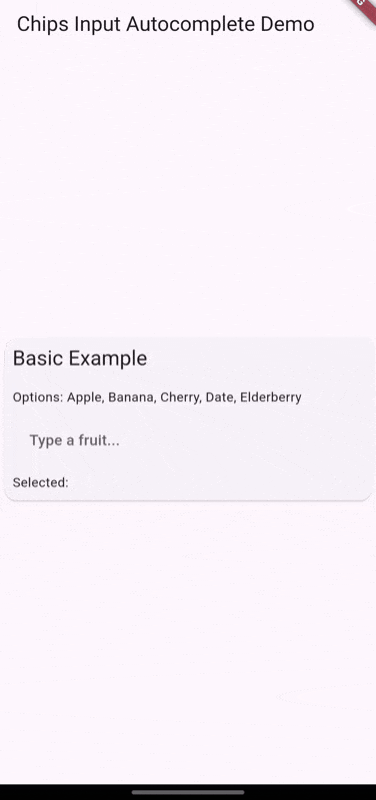 Chips Input Autocomplete Demo
Basic Example
Options: Apple, Banana, Cherry, Date, Elderberry
Type a fruit...
Selected: